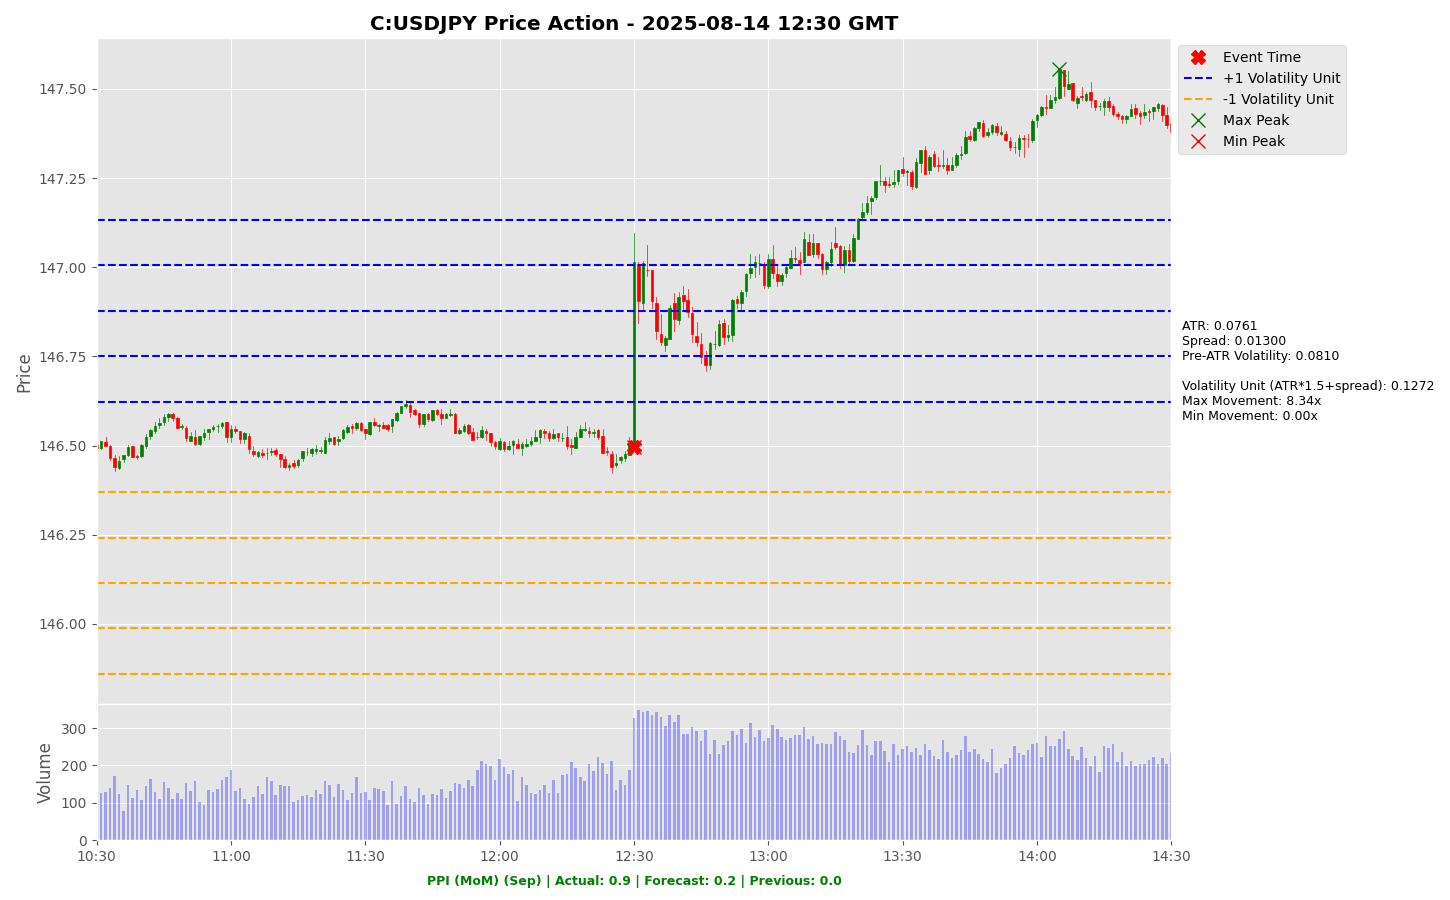 C:USDJPY Price Action - 2025-08-14 12:30 GMT
Event Time
+1 Volatility Unit
-1 Volatility Unit
Max Peak
Min Peak
Price
147.50
147.25
147.00
146.75
146.50
146.25
146.00
ATR: 0.0761
Spread: 0.01300
Pre-ATR Volatility: 0.0810
Volatility Unit (ATR*1.5+spread): 0.1272
Max Movement: 8.34x
Min Movement: 0.00x
Volume
300
200
100
0
10:30 11:00 11:30 12:00 12:30 13:00 13:30 14:00 14:30
PPI (MoM) (Sep) | Actual: 0.9 | Forecast: 0.2 | Previous: 0.0